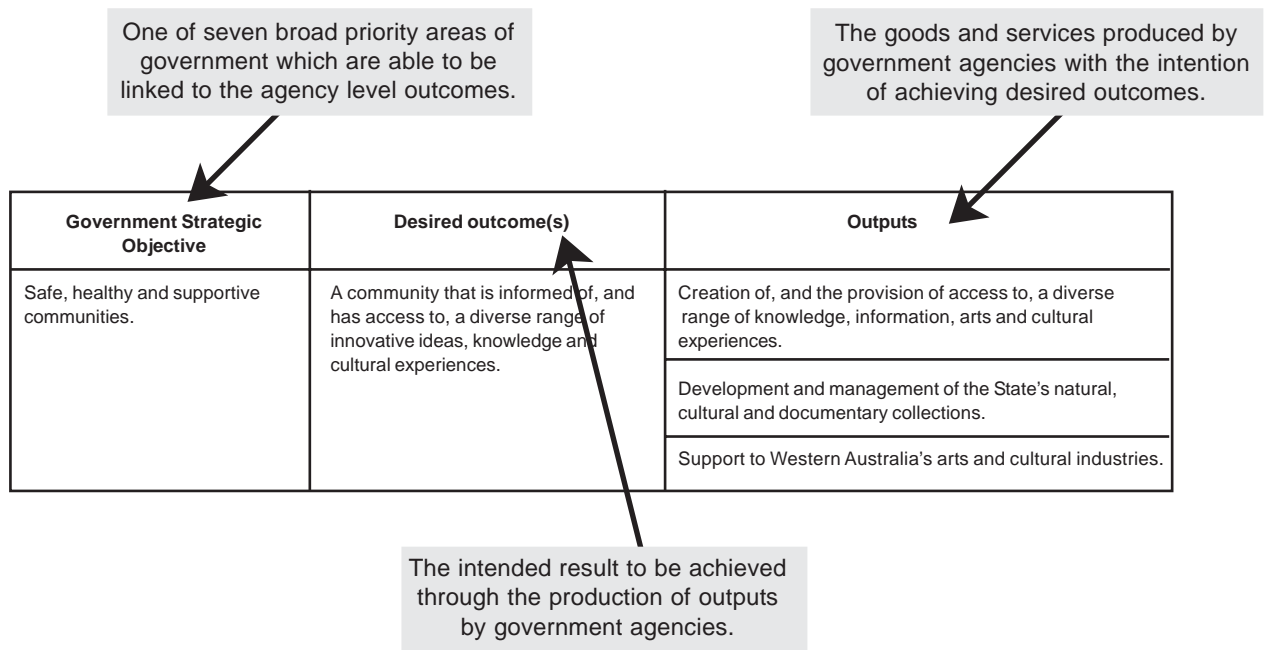 One of seven broad priority areas of
government which are able to be
linked to the agency level outcomes.
The goods and services produced by
government agencies with the intention
of achieving desired outcomes.
Government Strategic
Objective
Desired outcome(s)
Outputs
Safe, healthy and supportive
communities.
A community that is informed of, and
has access to, a diverse range of
innovative ideas, knowledge and
cultural experiences.
Creation of, and the provision of access to, a diverse
range of knowledge, information, arts and cultural
experiences.
Development and management of the State's natural,
cultural and documentary collections.
Support to Western Australia's arts and cultural industries.
The intended result to be achieved
through the production of outputs
by government agencies.